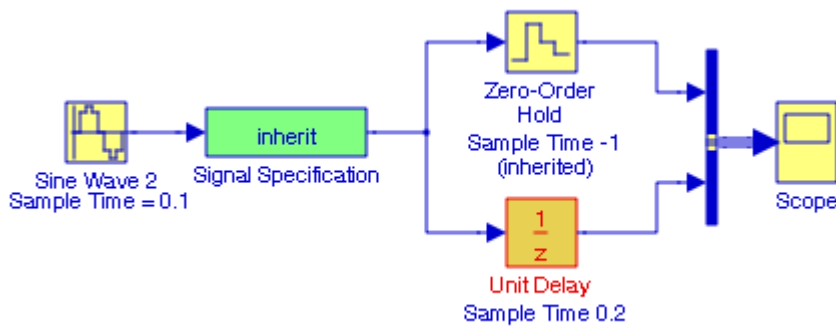 Zero-Order
Hold
Sample Time -1
(inherited)
inherit
Sine Wave 2
Sample Time = 0.1
Signal Specification
Scope
1
z
Unit Delay
Sample Time 0.2